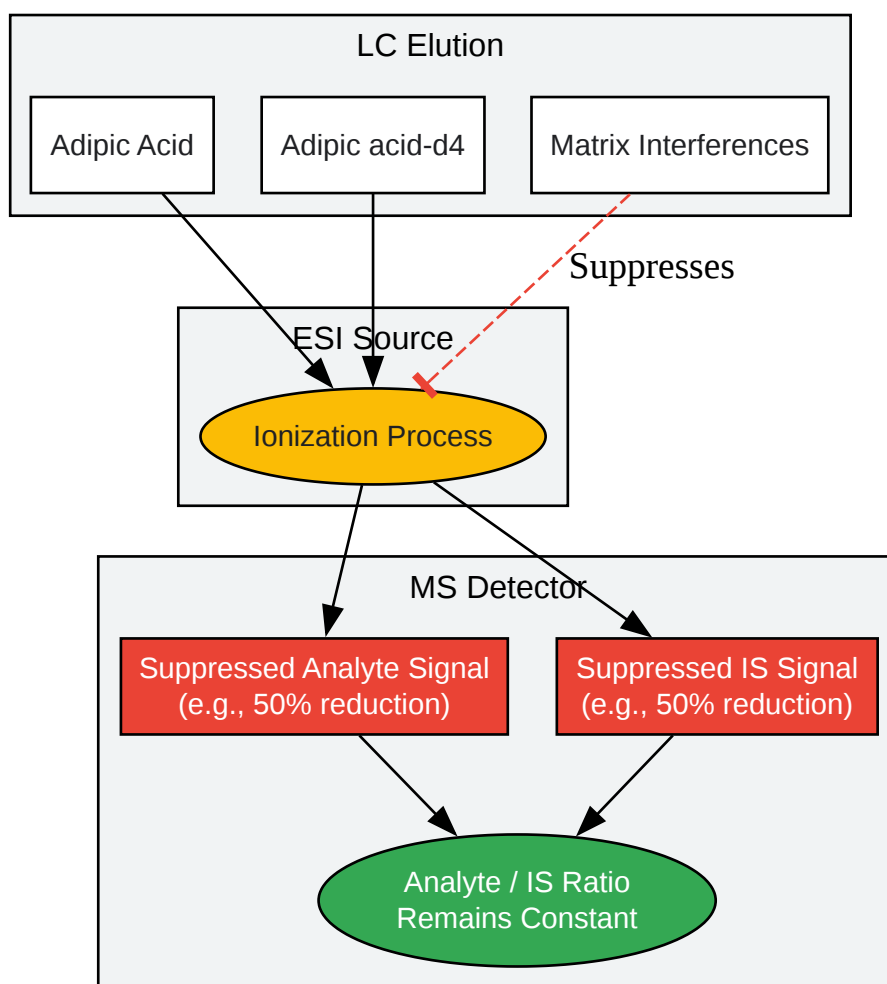 LC Elution
Adipic Acid
Adipic acid-d4
Matrix Interferences
Suppresses
ESI Source
Ionization Process
MS Detector
Suppressed Analyte Signal
(e.g., 50% reduction)
Suppressed IS Signal
(e.g., 50% reduction)
Analyte / IS Ratio
Remains Constant